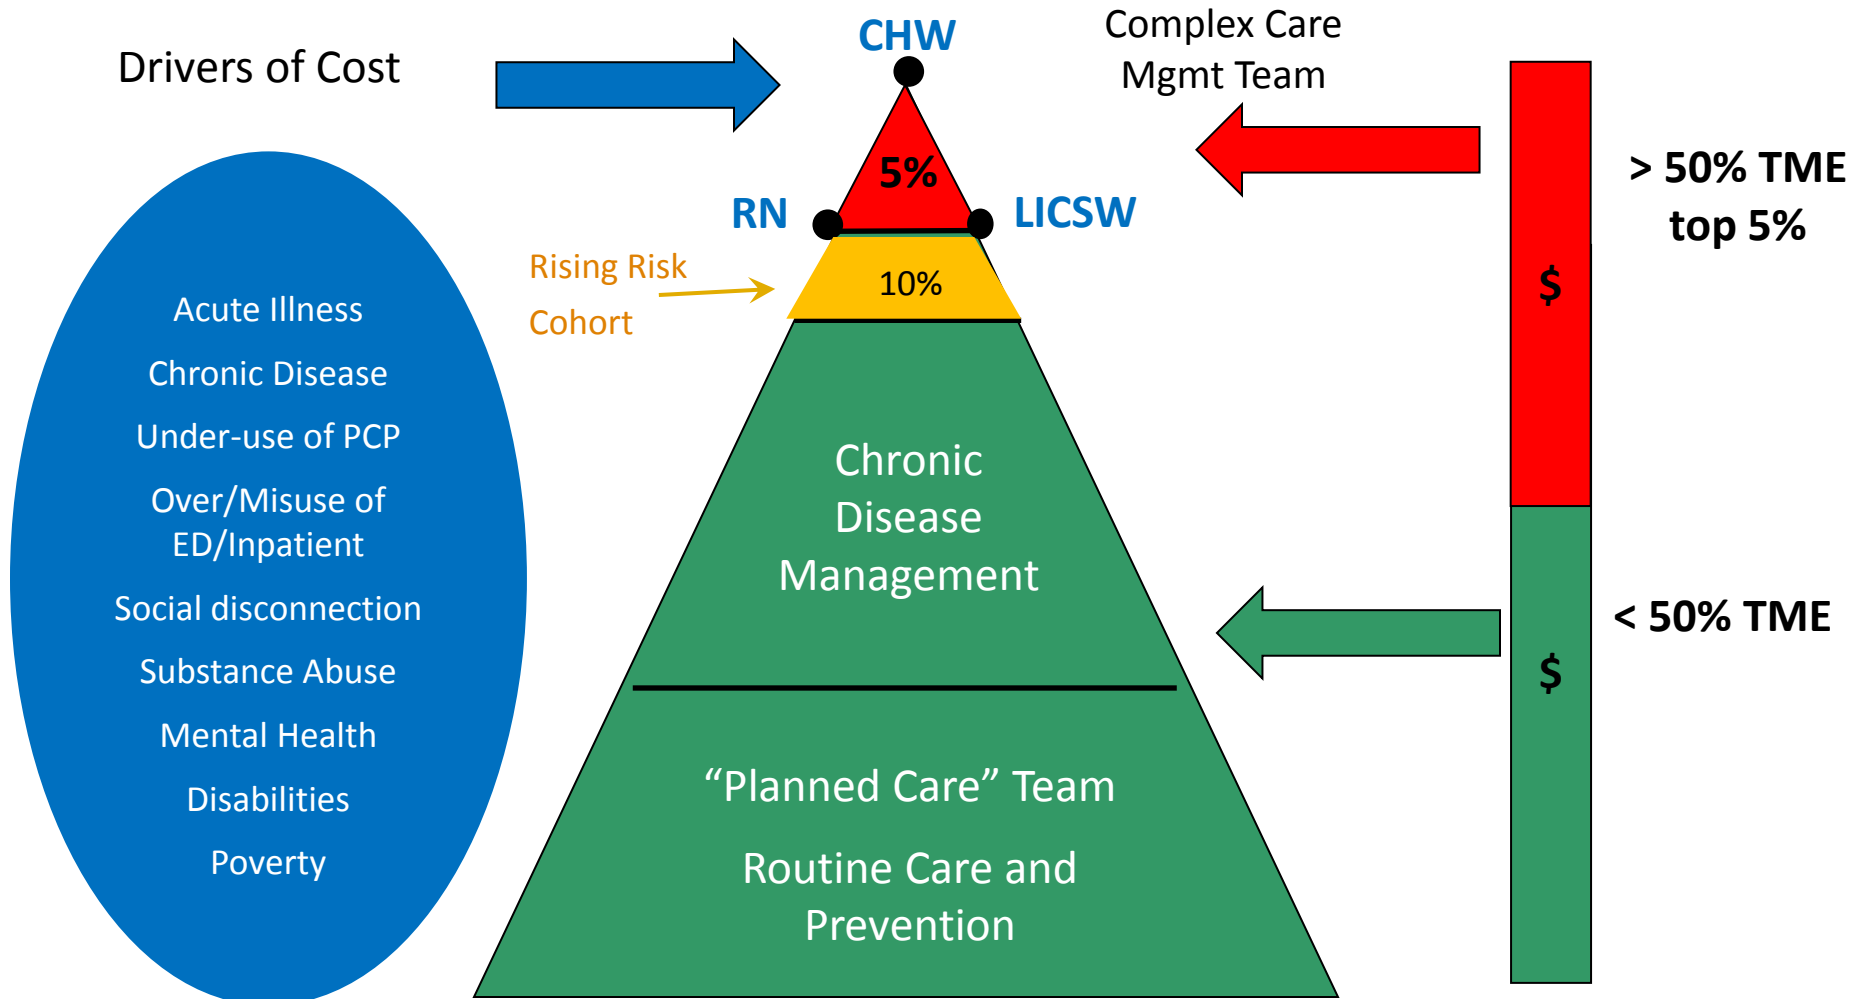 Drivers of Cost
Acute Illness
Chronic Disease
Under-use of PCP
Over/Misuse of
ED/Inpatient
Social disconnection
Substance Abuse
Mental Health
Disabilities
Poverty
CHW
5%
RN
LICSW
Rising Risk
Cohort
10%
Chronic
Disease
Management
“Planned Care” Team
Routine Care and
Prevention
Complex Care
Mgmt Team
$
$
> 50% TME
top 5%
< 50% TME